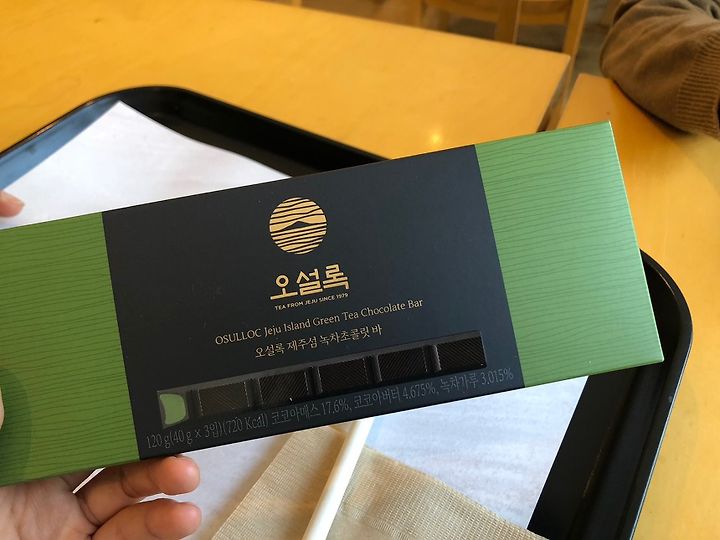 오설록
TEA FROM JEJU SINCE 1979
OSULLOC Jeju Island Green Tea Chocolate Bar
오설록 제주섬 녹차초콜릿 바
120 g(40 g × 3입)(720 Kcal) 코코아매스 17.6%, 코코아버터 4.675%, 녹차가루 3.015%